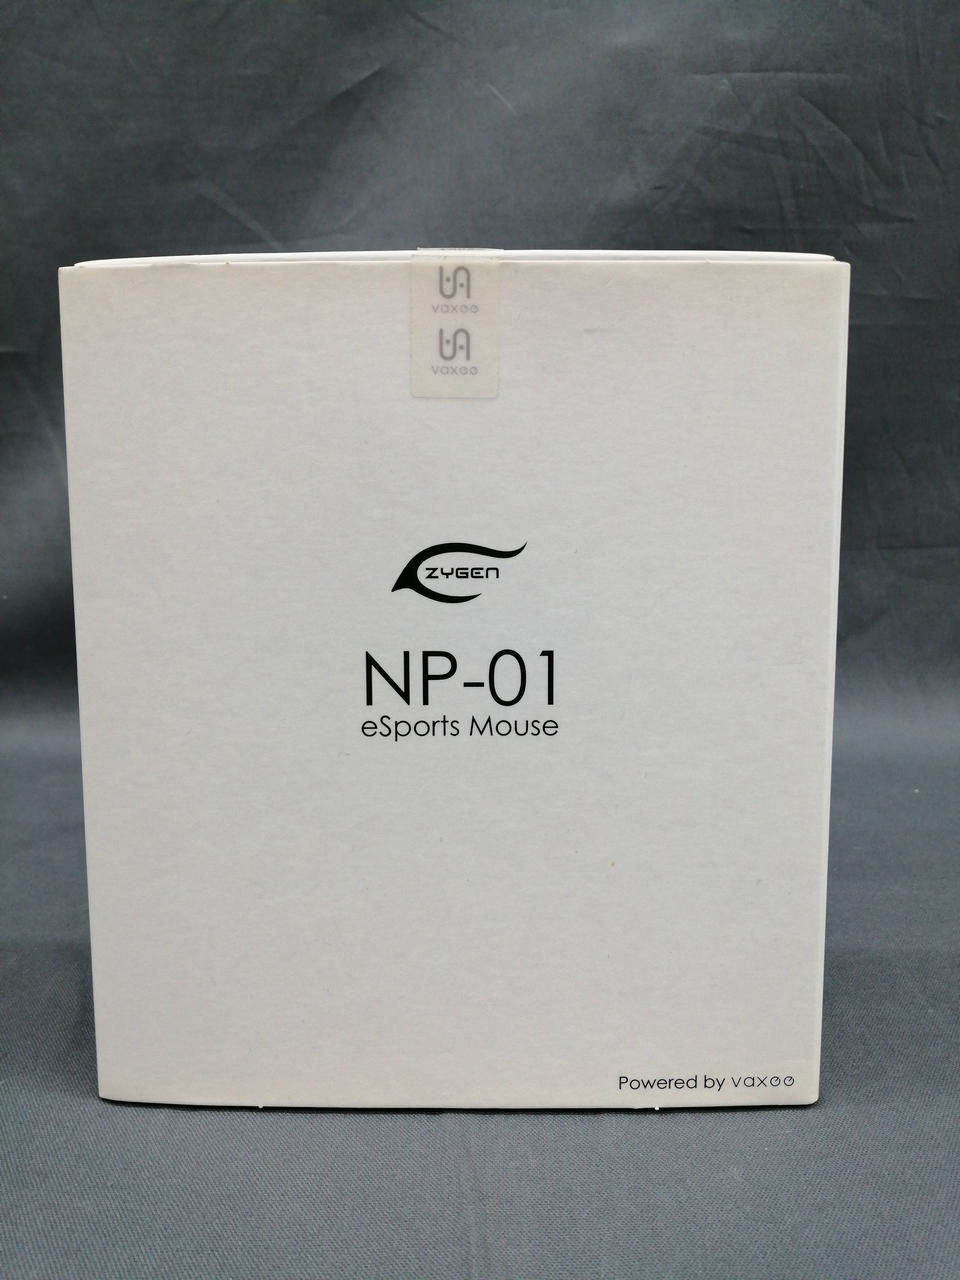 vaxee
vaxee
ZYGEN
NP-01
eSports Mouse
Powered by vaxee